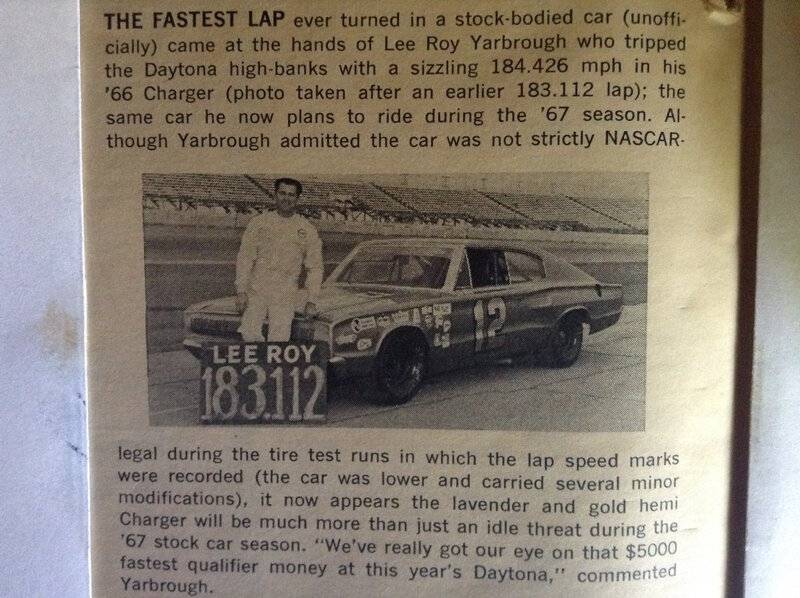 THE FASTEST LAP ever turned in a stock-bodied car (unoffi-
cially) came at the hands of Lee Roy Yarbrough who tripped
the Daytona high-banks with a sizzling 184.426 mph in his
'66 Charger (photo taken after an earlier 183.112 lap); the
same car he now plans to ride during the '67 season. Al-
though Yarbrough admitted the car was not strictly NASCAR-
12
LEE ROY
183.112
legal during the tire test runs in which the lap speed marks
were recorded (the car was lower and carried several minor
modifications), it now appears the lavender and gold hemi
Charger will be much more than just an idle threat during the
'67 stock car season. "We've really got our eye on that $5000
fastest qualifier money at this year's Daytona," commented
Yarbrough.